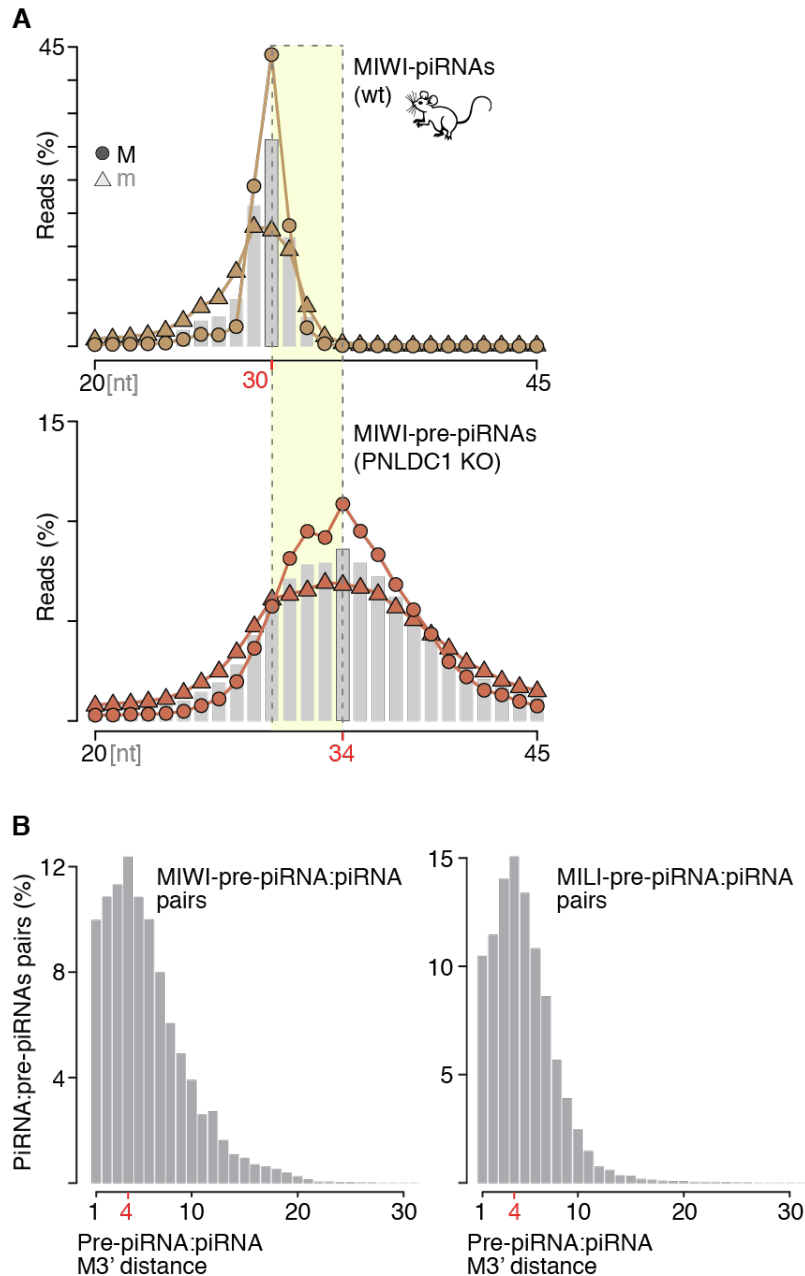 A
45
MIWI-piRNAs
(wt)
Reads (%)
M
m
20[nt]
30
45
15
MIWI-pre-piRNAs
(PNLDC1 KO)
Reads (%)
20[nt]
34
45
B
PiRNA:pre-piRNAs pairs (%)
12
8
4
MIWI-pre-piRNA:piRNA
pairs
1 4 10 20 30
Pre-piRNA:piRNA
M3' distance
15
10
5
MILI-pre-piRNA:piRNA
pairs
1 4 10 20 30
Pre-piRNA:piRNA
M3' distance